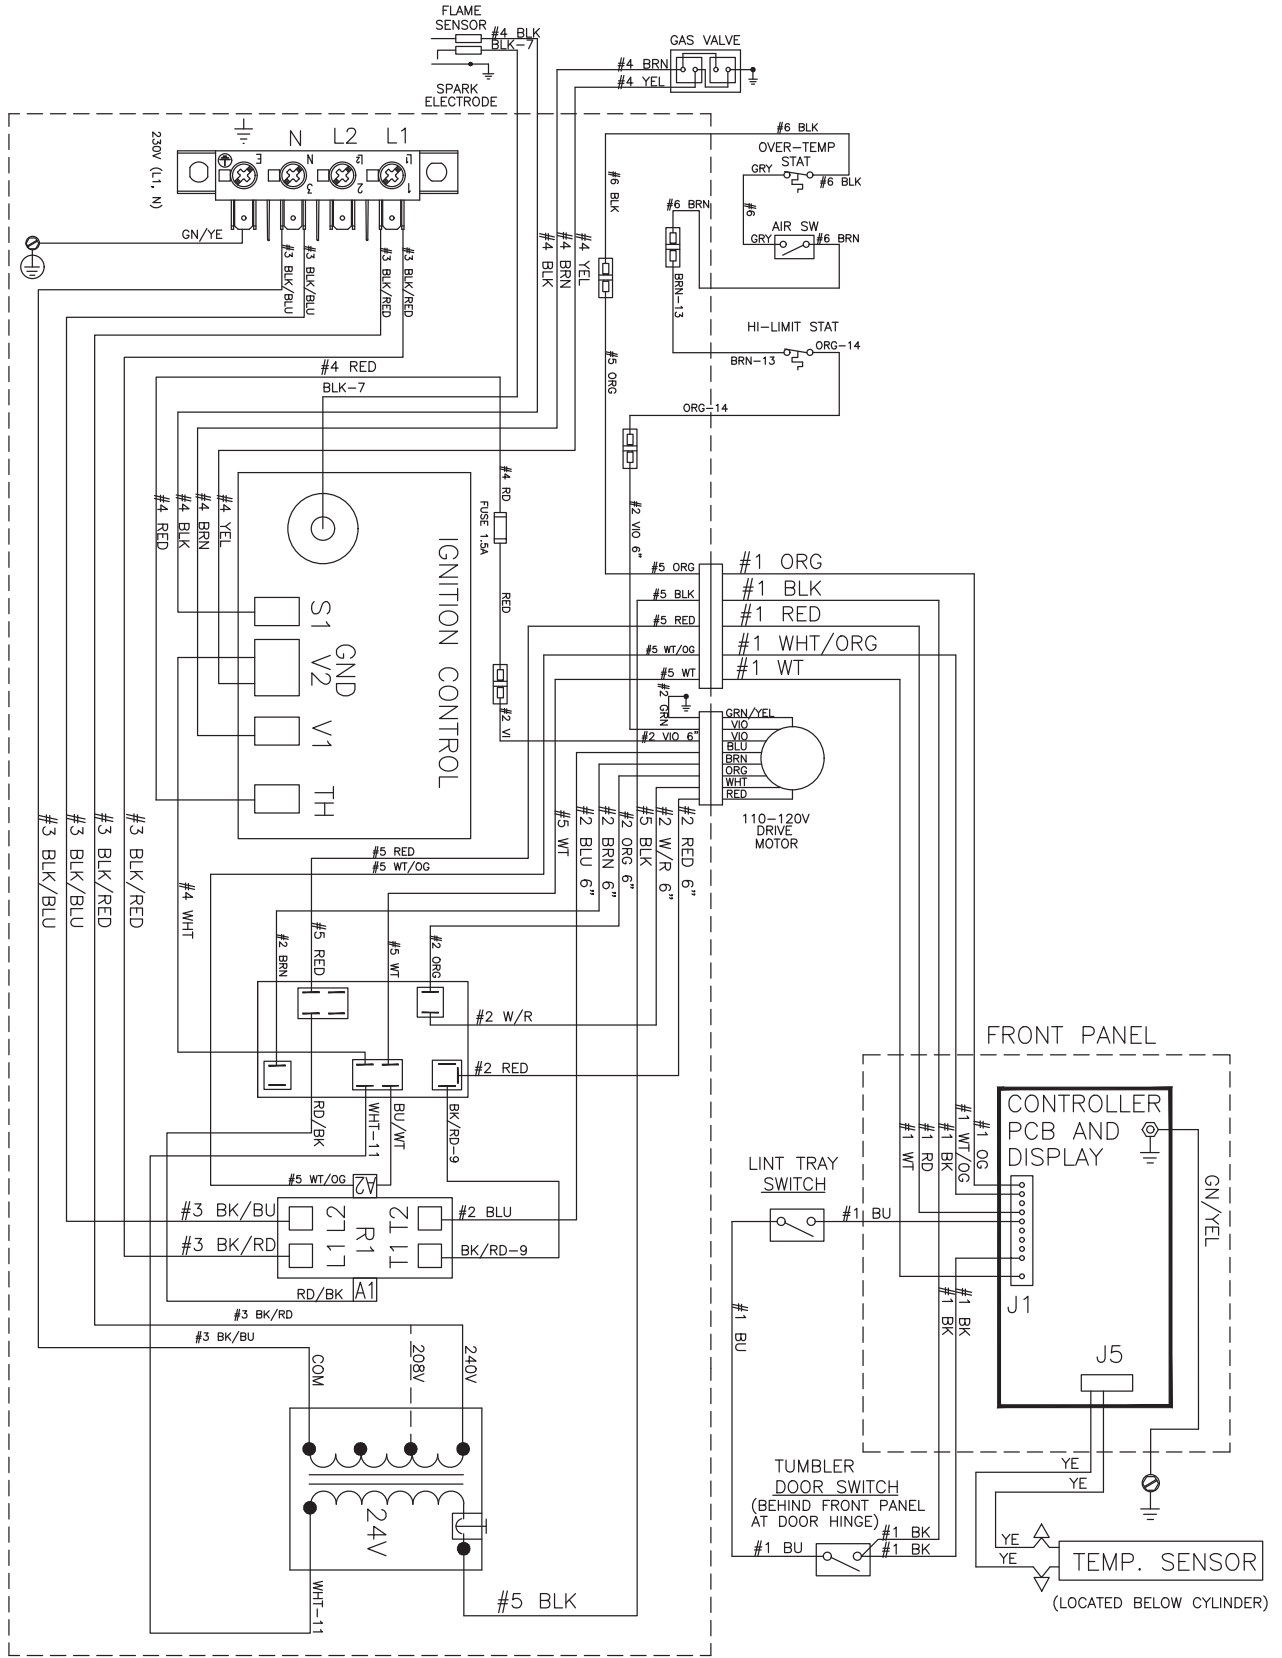 FLAME
SENSOR
#4 BLK
BLK-7
SPARK
ELECTRODE
GAS VALVE
#4 BRN
#4 YEL
#6 BLK
OVER-TEMP
STAT
GRY
#6 BLK
#6
AIR SW
GRY
#6 BRN
#6 BLK
#6 BRN
BRN-13
HI-LIMIT STAT
BRN-13
ORG-14
ORG-14
230V (L1, N)
N
L2
L1
E
N
L2
L1
3
2
1
GN/YE
#3 BLK/BLU
#3 BLK/BLU
#3 BLK/RED
#3 BLK/RED
#4 BLK
#4 BRN
#4 YEL
#5 ORG
#4 RED
BLK-7
#4 RD
FUSE 1.5A
RED
#2 VI
#2 VIO 6"
#4 RED
#4 BLK
#4 BRN
#4 YEL
IGNITION CONTROL
S1
GND
V2
V1
TH
#5 ORG
#5 BLK
#5 RED
#5 WT/OG
#5 WT
#1 ORG
#1 BLK
#1 RED
#1 WHT/ORG
#1 WT
#2 GRN
#2 VIO 6"
GRN/YEL
VIO
VIO
BLU
BRN
ORG
WHT
RED
110-120V
DRIVE
MOTOR
#3 BLK/BLU
#3 BLK/BLU
#3 BLK/RED
#3 BLK/RED
#4 WHT
#5 RED
#5 WT/OG
#5 WT
#2 BLU 6"
#2 BRN 6"
#2 ORG 6"
#5 BLK
#2 W/R 6"
#2 RED 6"
#2 BRN
#5 RED
#5 WT
#2 ORG
#2 W/R
#2 RED
RD/BK
WHT-11
BU/WT
BK/RD-9
#5 WT/OG
A2
#3 BK/BU
#3 BK/RD
L2
L1
R1
T2
T1
#2 BLU
BK/RD-9
RD/BK
A1
#3 BK/RD
#3 BK/BU
COM
208V
240V
24V
WHT-11
#5 BLK
FRONT PANEL
CONTROLLER
PCB AND
DISPLAY
#1 WT
#1 RD
#1 BK
#1 WT/OG
#1 OG
GN/YEL
LINT TRAY
SWITCH
#1 BU
#1 BU
#1 BK
#1 BK
J1
J5
TUMBLER
DOOR SWITCH
(BEHIND FRONT PANEL
AT DOOR HINGE)
#1 BU
#1 BK
#1 BK
YE
YE
YE
YE
TEMP. SENSOR
(LOCATED BELOW CYLINDER)